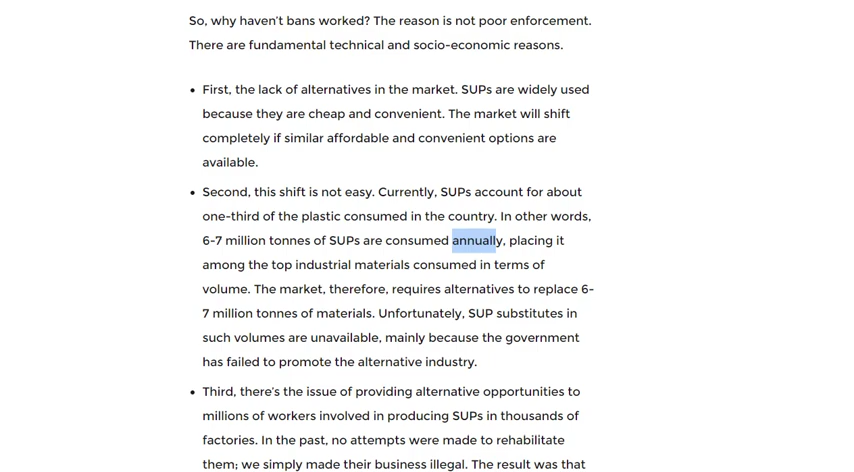 So, why haven't bans worked? The reason is not poor enforcement.
There are fundamental technical and socio-economic reasons.
• First, the lack of alternatives in the market. SUPs are widely used
because they are cheap and convenient. The market will shift
completely if similar affordable and convenient options are
available.
• Second, this shift is not easy. Currently, SUPs account for about
one-third of the plastic consumed in the country. In other words,
6-7 million tonnes of SUPs are consumed annually, placing it
among the top industrial materials consumed in terms of
volume. The market, therefore, requires alternatives to replace 6-
7 million tonnes of materials. Unfortunately, SUP substitutes in
such volumes are unavailable, mainly because the government
has failed to promote the alternative industry.
• Third, there's the issue of providing alternative opportunities to
millions of workers involved in producing SUPs in thousands of
factories. In the past, no attempts were made to rehabilitate
them; we simply made their business illegal. The result was that